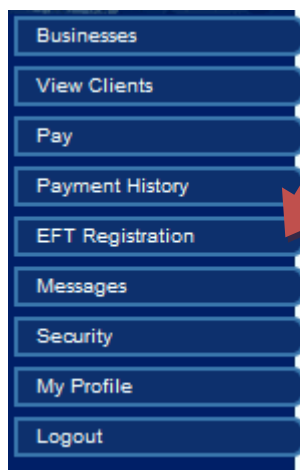 Businesses
View Clients
Pay
Payment History
EFT Registration
Messages
Security
My Profile
Logout